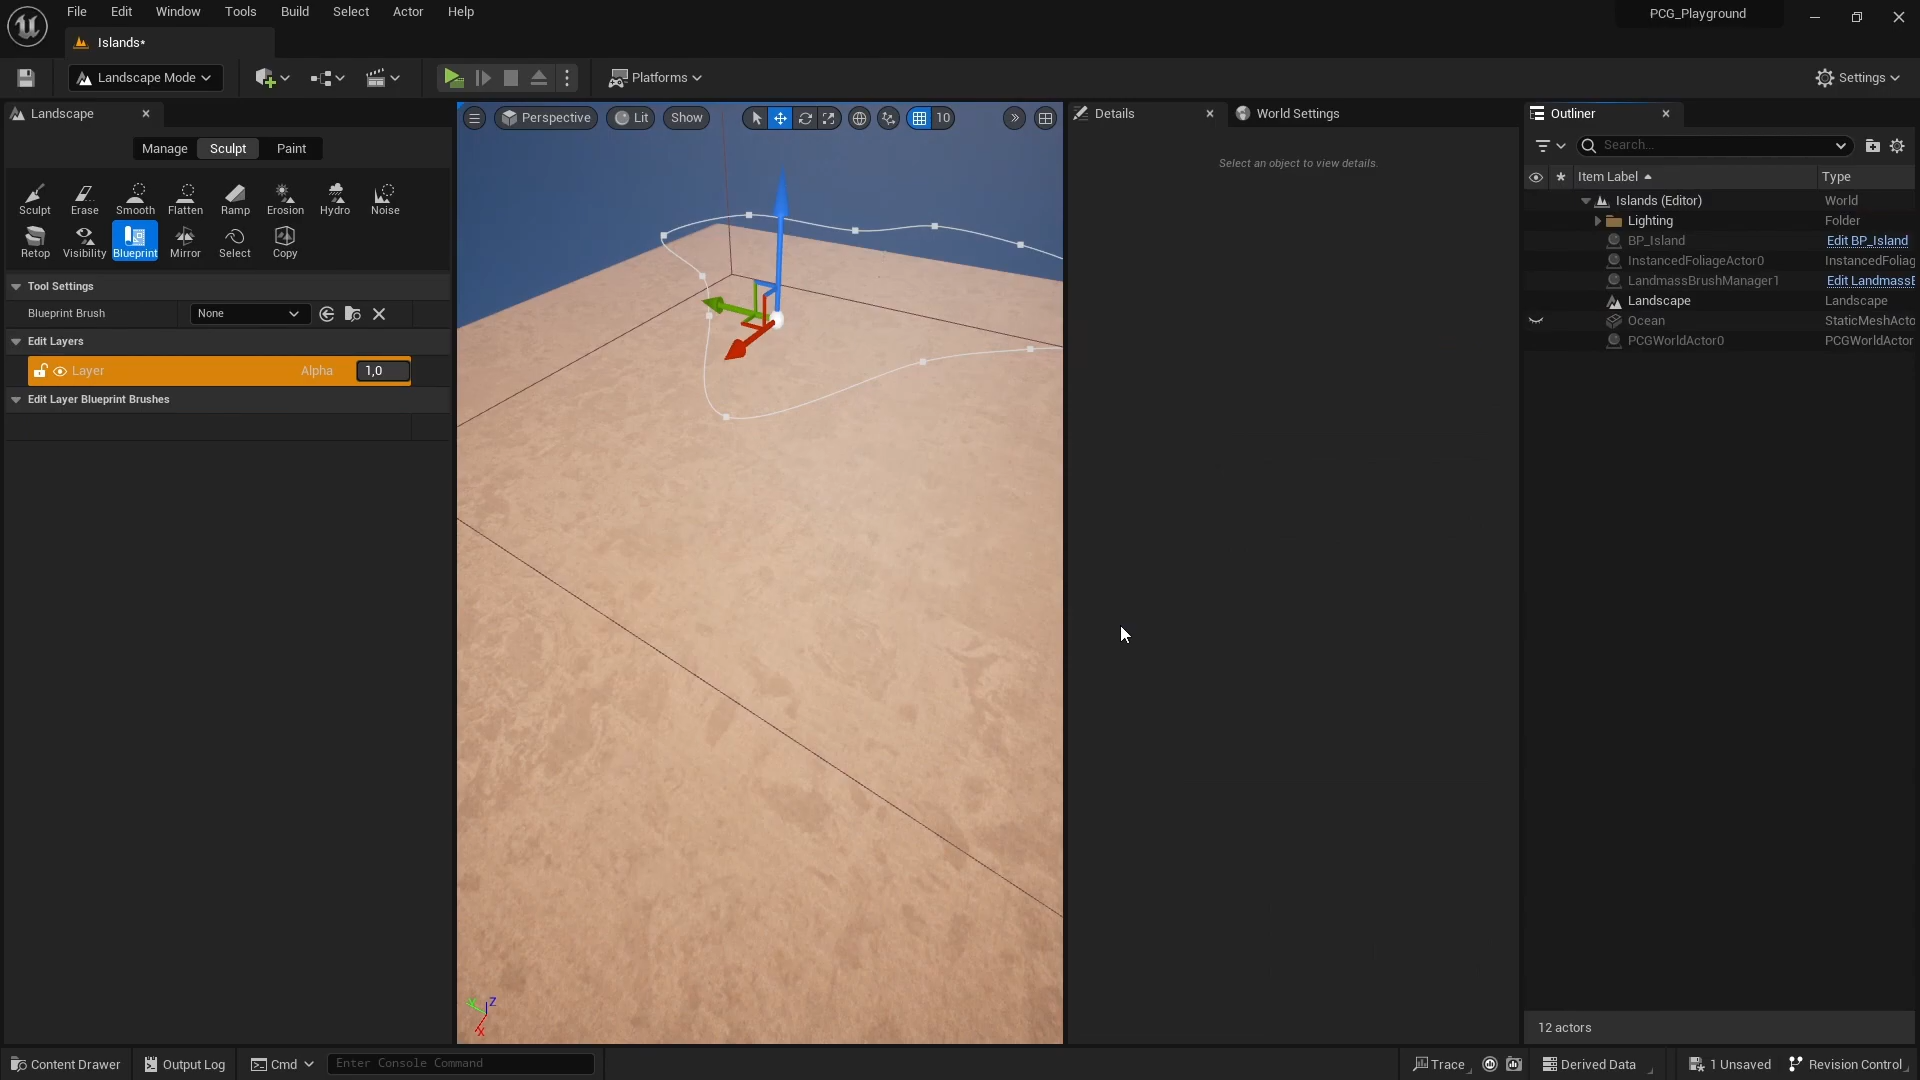 File Edit Window Tools Build Select Actor Help
PCG_Playground
Islands*
Landscape Mode
Platforms
Settings
Landscape
Perspective
Lit
Show
10
Details
World Settings
Outliner
Manage Sculpt Paint
Select an object to view details.
Search...
Item Label
Type
Sculpt Erase Smooth Flatten Ramp Erosion Hydro Noise
Retop Visibility Blueprint Mirror Select Copy
Tool Settings
Blueprint Brush
None
Edit Layers
Layer
Alpha
1,0
Edit Layer Blueprint Brushes
Islands (Editor) World
Lighting Folder
BP_Island Edit BP_Island
InstancedFoliageActor0 InstancedFoliag
LandmassBrushManager1 Edit LandmassB
Landscape Landscape
Ocean StaticMeshActo
PCGWorldActor0 PCGWorldActor
Y Z
X
12 actors
Content Drawer
Output Log
Cmd
Enter Console Command
Trace
Derived Data
1 Unsaved
Revision Control